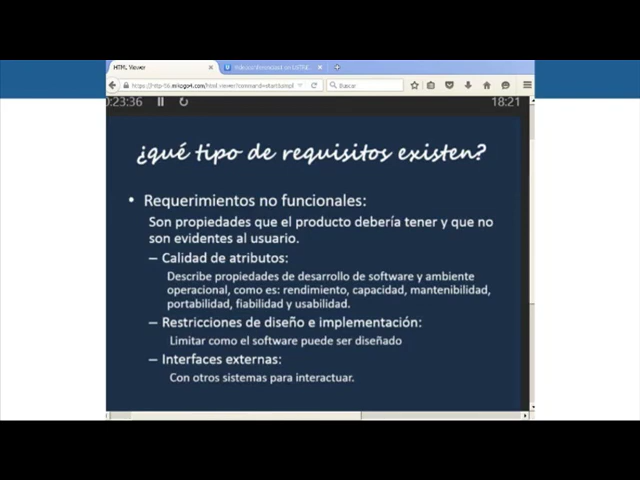 HTML Viewer
Buscar
0:23:36
18:21
¿qué tipo de requisitos existen?
• Requerimientos no funcionales:
Son propiedades que el producto debería tener y que no
son evidentes al usuario.
– Calidad de atributos:
Describe propiedades de desarrollo de software y ambiente
operacional, como es: rendimiento, capacidad, mantenibilidad,
portabilidad, fiabilidad y usabilidad.
– Restricciones de diseño e implementación:
Limitar como el software puede ser diseñado
– Interfaces externas:
Con otros sistemas para interactuar.